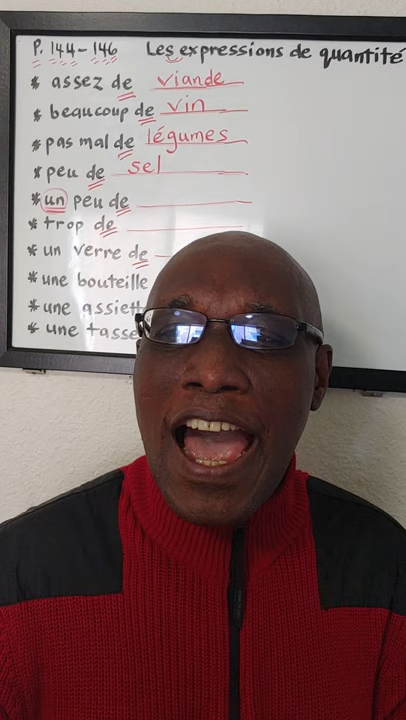 P. 144-146 Les expressions de quantité
* assez de viande
* beaucoup de vin
* pas mal de légumes
* peu de sel
* un peu de
* trop de
* un verre de
* une bouteille
* une assiett
* une tasse